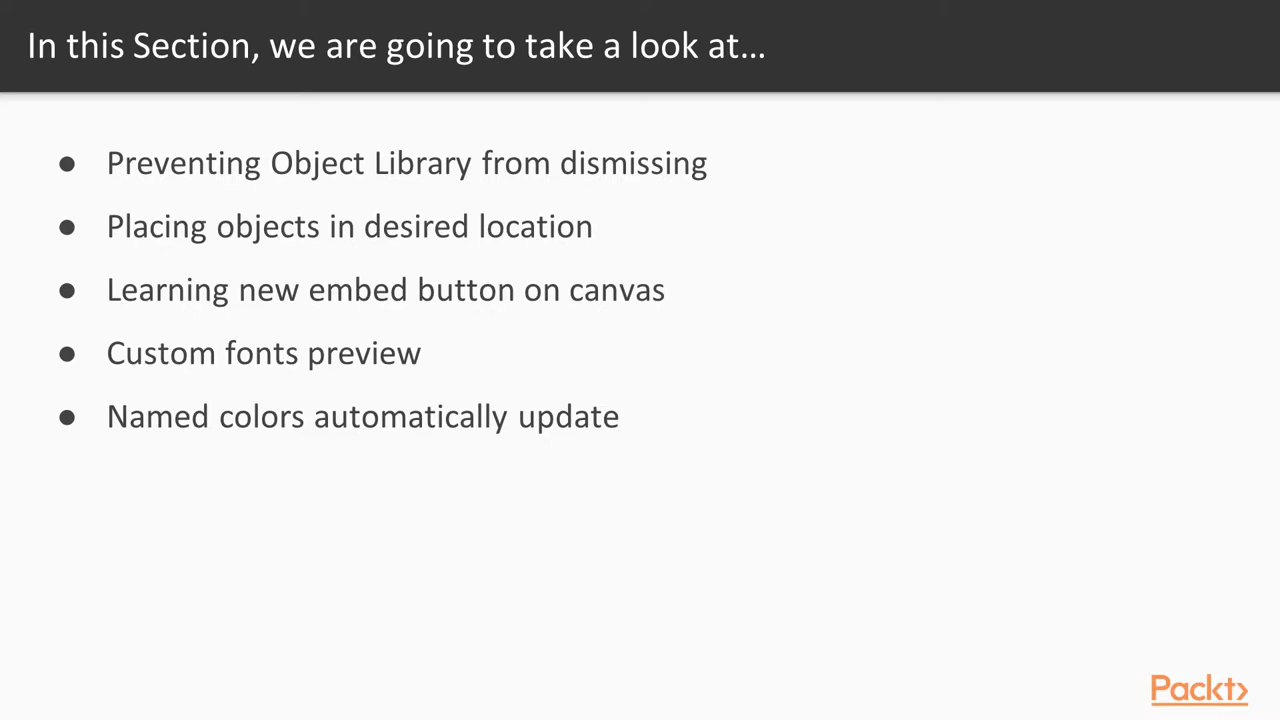 In this Section, we are going to take a look at...
● Preventing Object Library from dismissing
● Placing objects in desired location
● Learning new embed button on canvas
● Custom fonts preview
● Named colors automatically update
Packt>